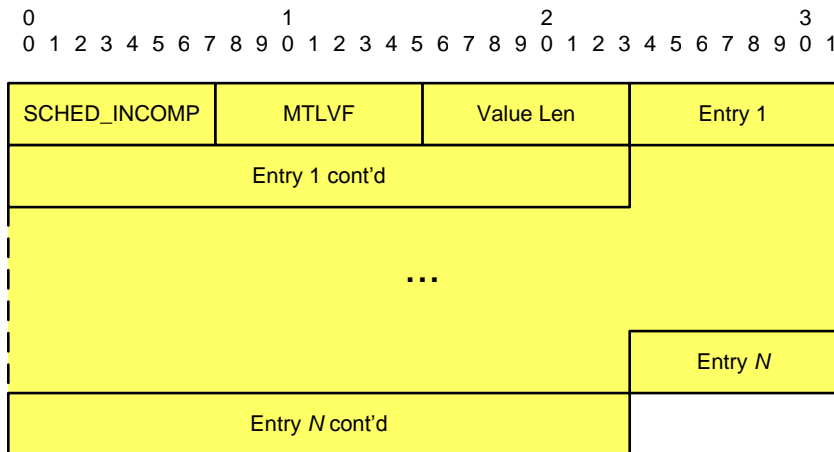 0 1 2 3
0 1 2 3 4 5 6 7 8 9 0 1 2 3 4 5 6 7 8 9 0 1 2 3 4 5 6 7 8 9 0 1
SCHED_INCOMP MTLVF Value Len Entry 1
Entry 1 cont'd
...
Entry N
Entry N cont'd